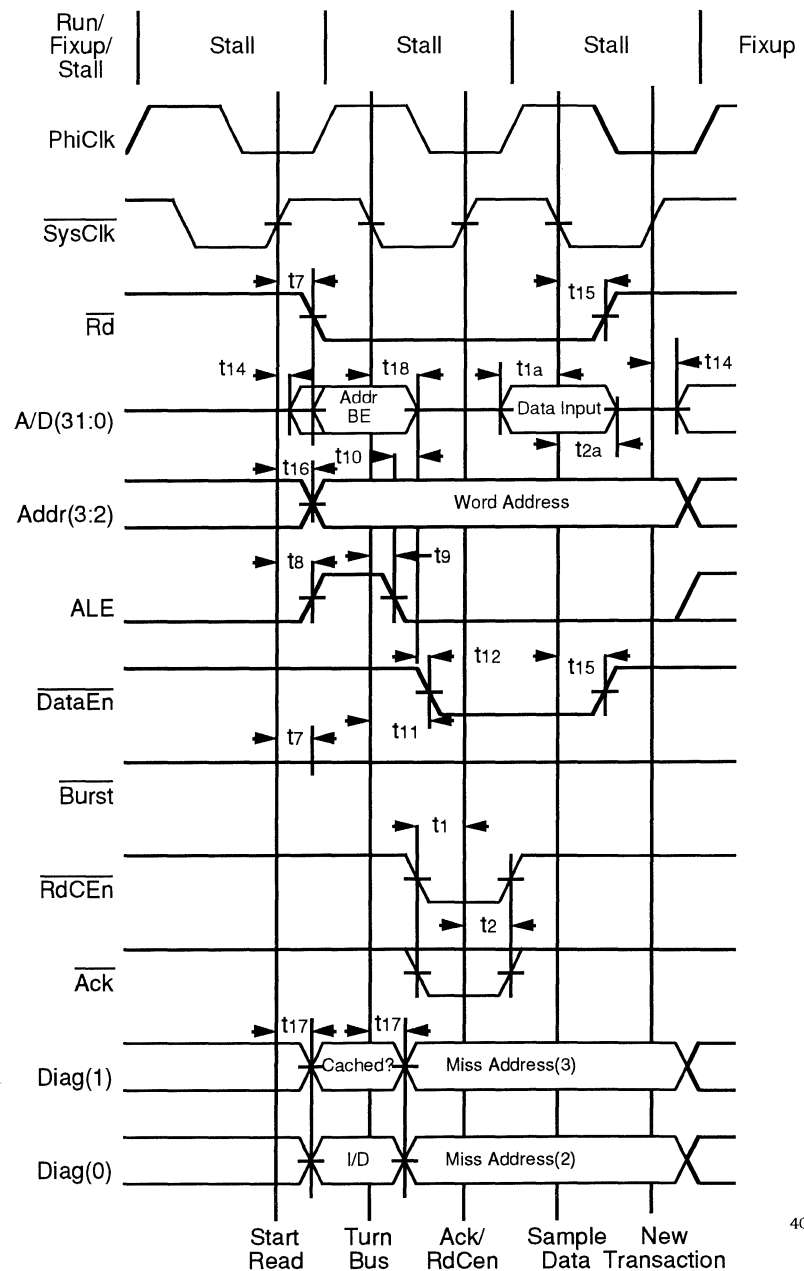 Run/
Fixup/
Stall
Stall
Stall
Stall
Fixup
PhiClk
SysClk
t7
t15
Rd
t14
t18
t1a
t14
Addr
BE
Data Input
A/D(31:0)
t10
t2a
t16
Word Address
Addr(3:2)
t8
t9
ALE
t12
t15
DataEn
t11
t7
Burst
t1
RdCEn
t2
Ack
t17
t17
Cached?
Miss Address(3)
Diag(1)
I/D
Miss Address(2)
Diag(0)
40
Start
Read
Turn
Bus
Ack/
RdCen
Sample
Data
New
Transaction